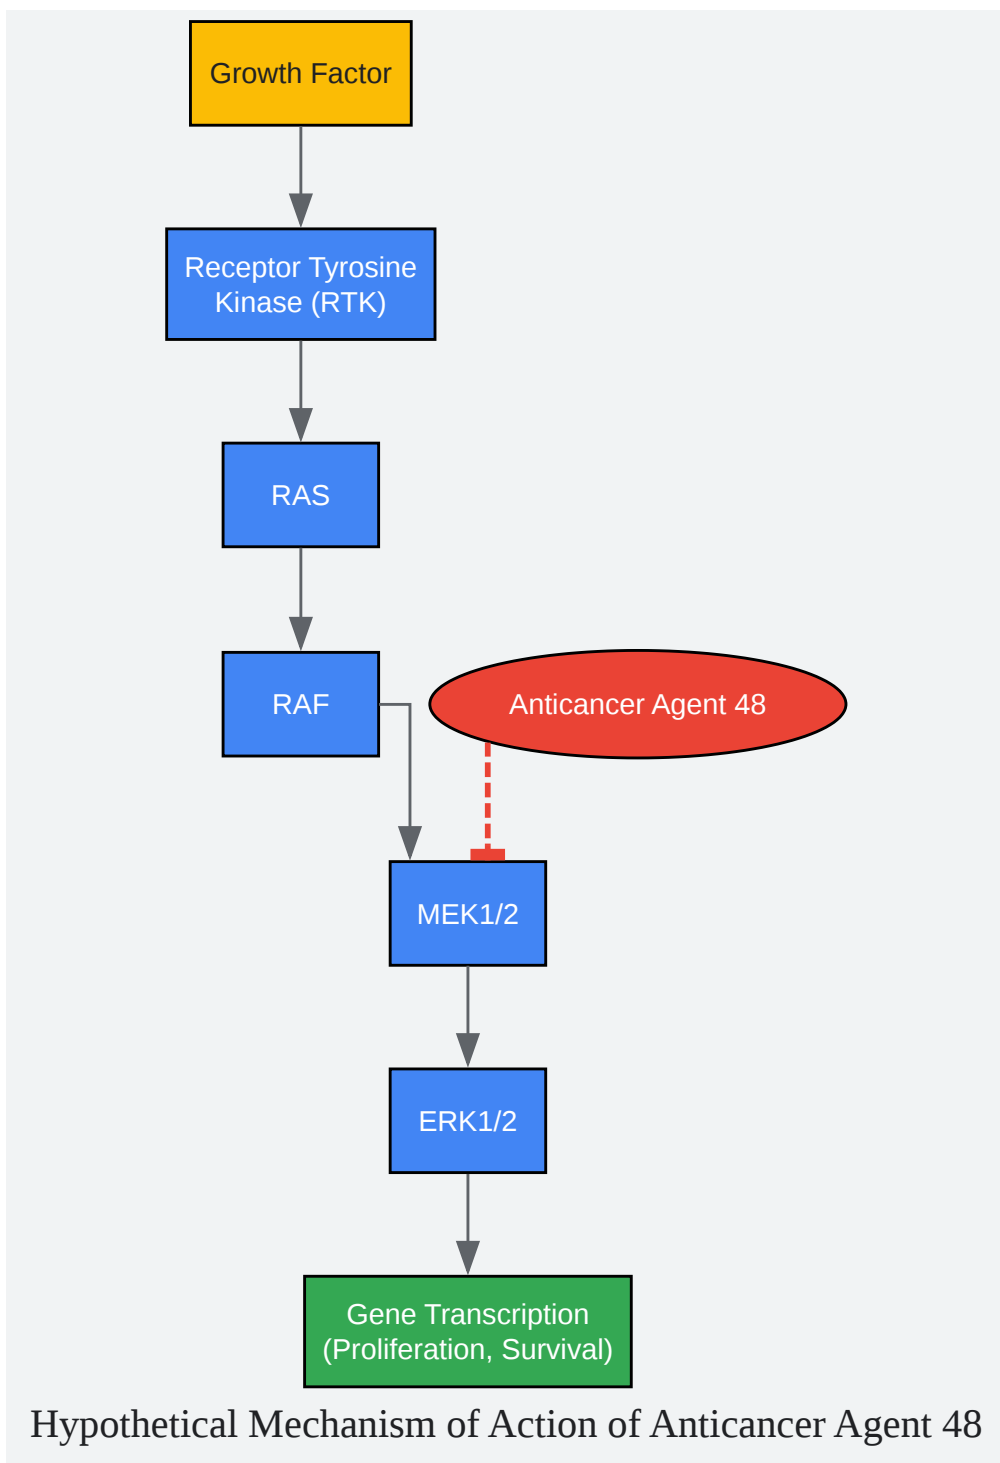 Growth Factor
Receptor Tyrosine
Kinase (RTK)
RAS
RAF
Anticancer Agent 48
MEK1/2
ERK1/2
Gene Transcription
(Proliferation, Survival)
Hypothetical Mechanism of Action of Anticancer Agent 48